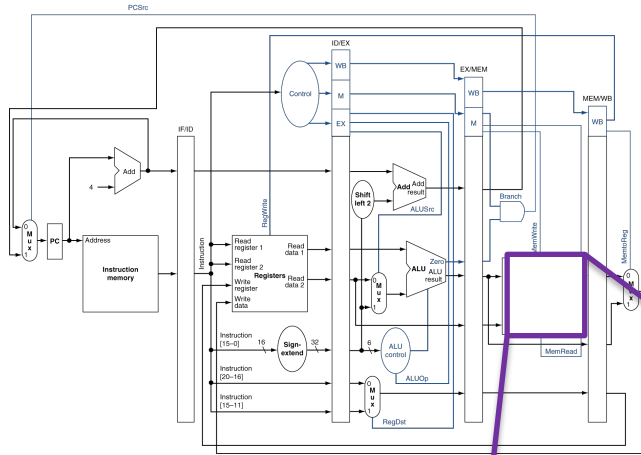 PCSrc
ID/EX
WB
EX/MEM
Control
M
WB
MEM/WB
EX
M
WB
IF/ID
Add
4
Add Add result
Shift left 2
Branch
ALUSrc
RegWrite
MemWrite
MemtoReg
0
M
u
x
1
PC
Address
Instruction memory
Instruction
Read register 1
Read register 2
Write register
Write data
Registers
Read data 1
Read data 2
0
M
u
x
1
Zero
ALU ALU result
0
M
u
x
1
Instruction [15–0]
16
Sign-extend
32
6
ALU control
MemRead
Instruction [20–16]
ALUOp
Instruction [15–11]
0
M
u
x
1
RegDst